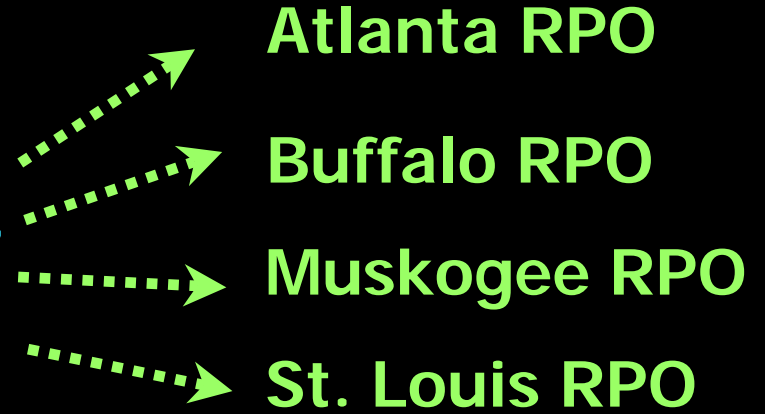 Atlanta RPO
Buffalo RPO
Muskogee RPO
St. Louis RPO